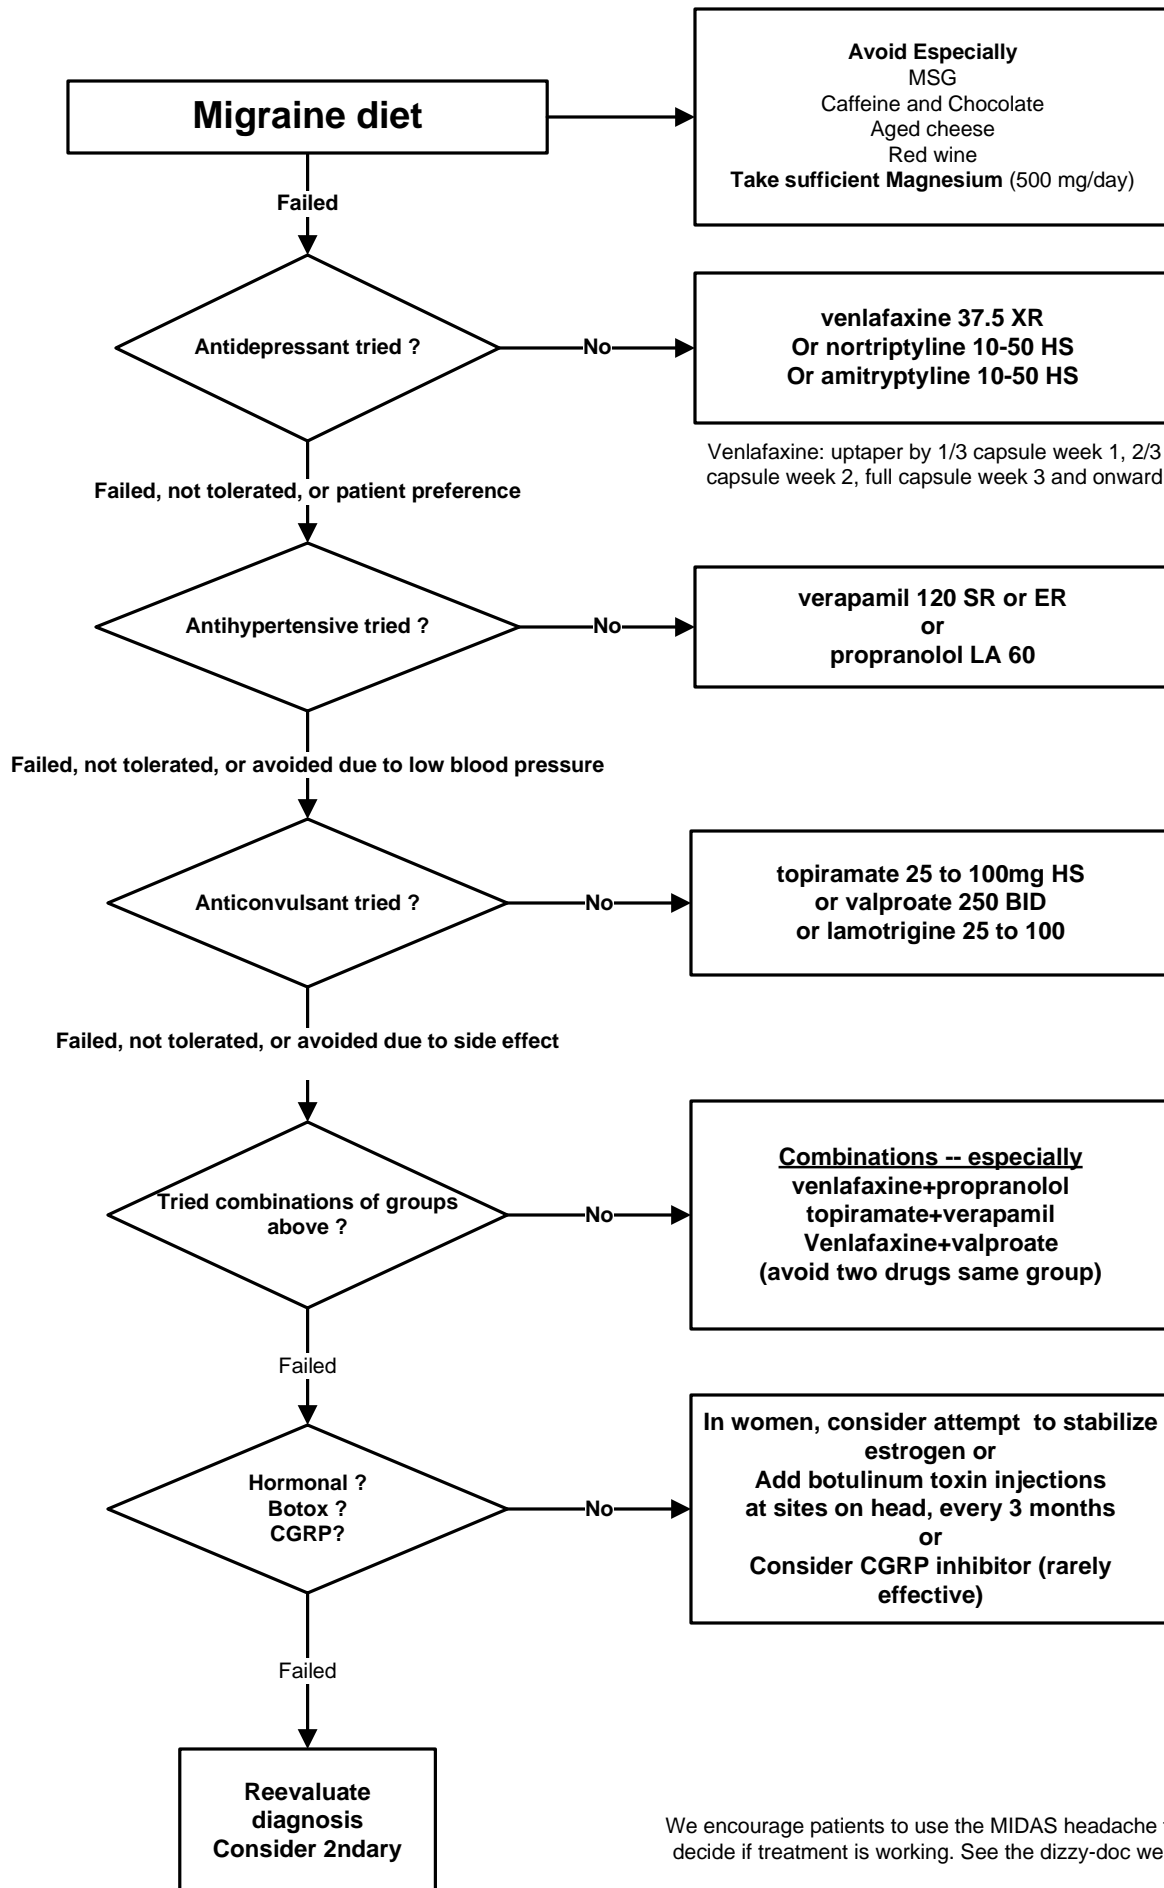 Migraine diet
Avoid Especially
MSG
Caffeine and Chocolate
Aged cheese
Red wine
Take sufficient Magnesium (500 mg/day)
Failed
Antidepressant tried ?
No
venlafaxine 37.5 XR
Or nortriptyline 10-50 HS
Or amitryptyline 10-50 HS
Venlafaxine: uptaper by 1/3 capsule week 1, 2/3
capsule week 2, full capsule week 3 and onward
Failed, not tolerated, or patient preference
Antihypertensive tried ?
No
verapamil 120 SR or ER
or
propranolol LA 60
Failed, not tolerated, or avoided due to low blood pressure
Anticonvulsant tried ?
No
topiramate 25 to 100mg HS
or valproate 250 BID
or lamotrigine 25 to 100
Failed, not tolerated, or avoided due to side effect
Tried combinations of groups
above ?
No
Combinations -- especially
venlafaxine+propranolol
topiramate+verapamil
Venlafaxine+valproate
(avoid two drugs same group)
Failed
Hormonal ?
Botox ?
CGRP?
No
In women, consider attempt to stabilize
estrogen or
Add botulinum toxin injections
at sites on head, every 3 months
or
Consider CGRP inhibitor (rarely
effective)
Failed
Reevaluate
diagnosis
Consider 2ndary
We encourage patients to use the MIDAS headache
decide if treatment is working. See the dizzy-doc we